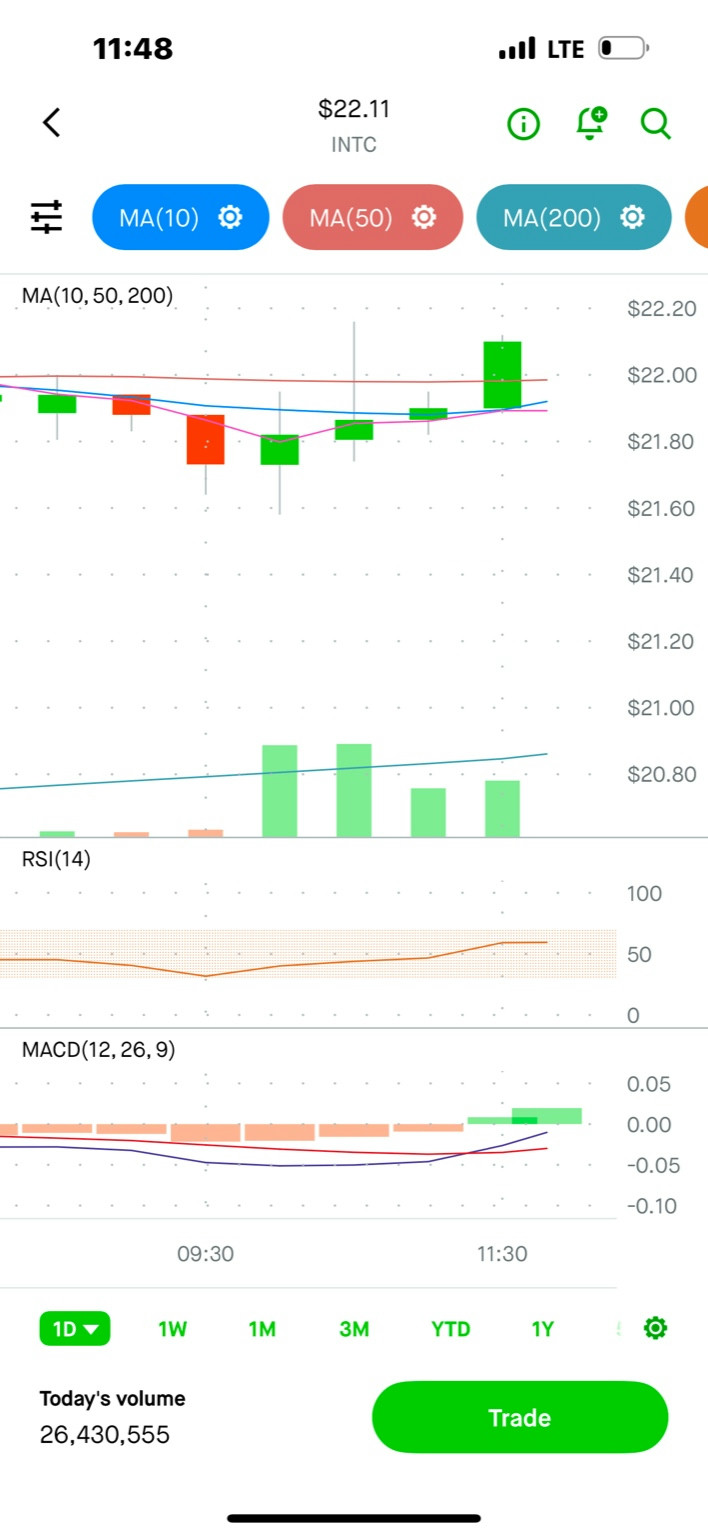 11:48
LTE
$22.11
INTC
MA(10)
MA(50)
MA(200)
MA(10, 50, 200)
$22.20
$22.00
$21.80
$21.60
$21.40
$21.20
$21.00
$20.80
RSI(14)
100
50
0
MACD(12, 26, 9)
0.05
0.00
-0.05
-0.10
09:30
11:30
1D
1W
1M
3M
YTD
1Y
Today's volume
26,430,555
Trade